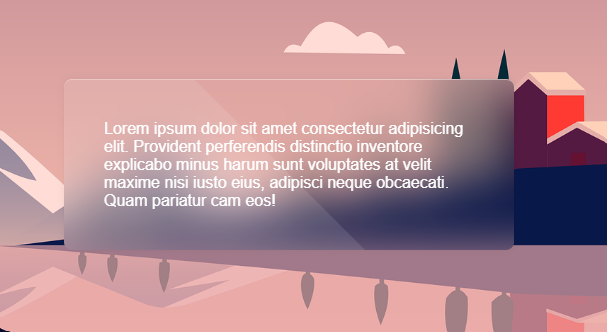 Lorem ipsum dolor sit amet consectetur adipisicing
elit. Provident perferendis distinctio inventore
explicabo minus harum sunt voluptates at velit
maxime nisi iusto eius, adipisci neque obcaecati.
Quam pariatur cam eos!